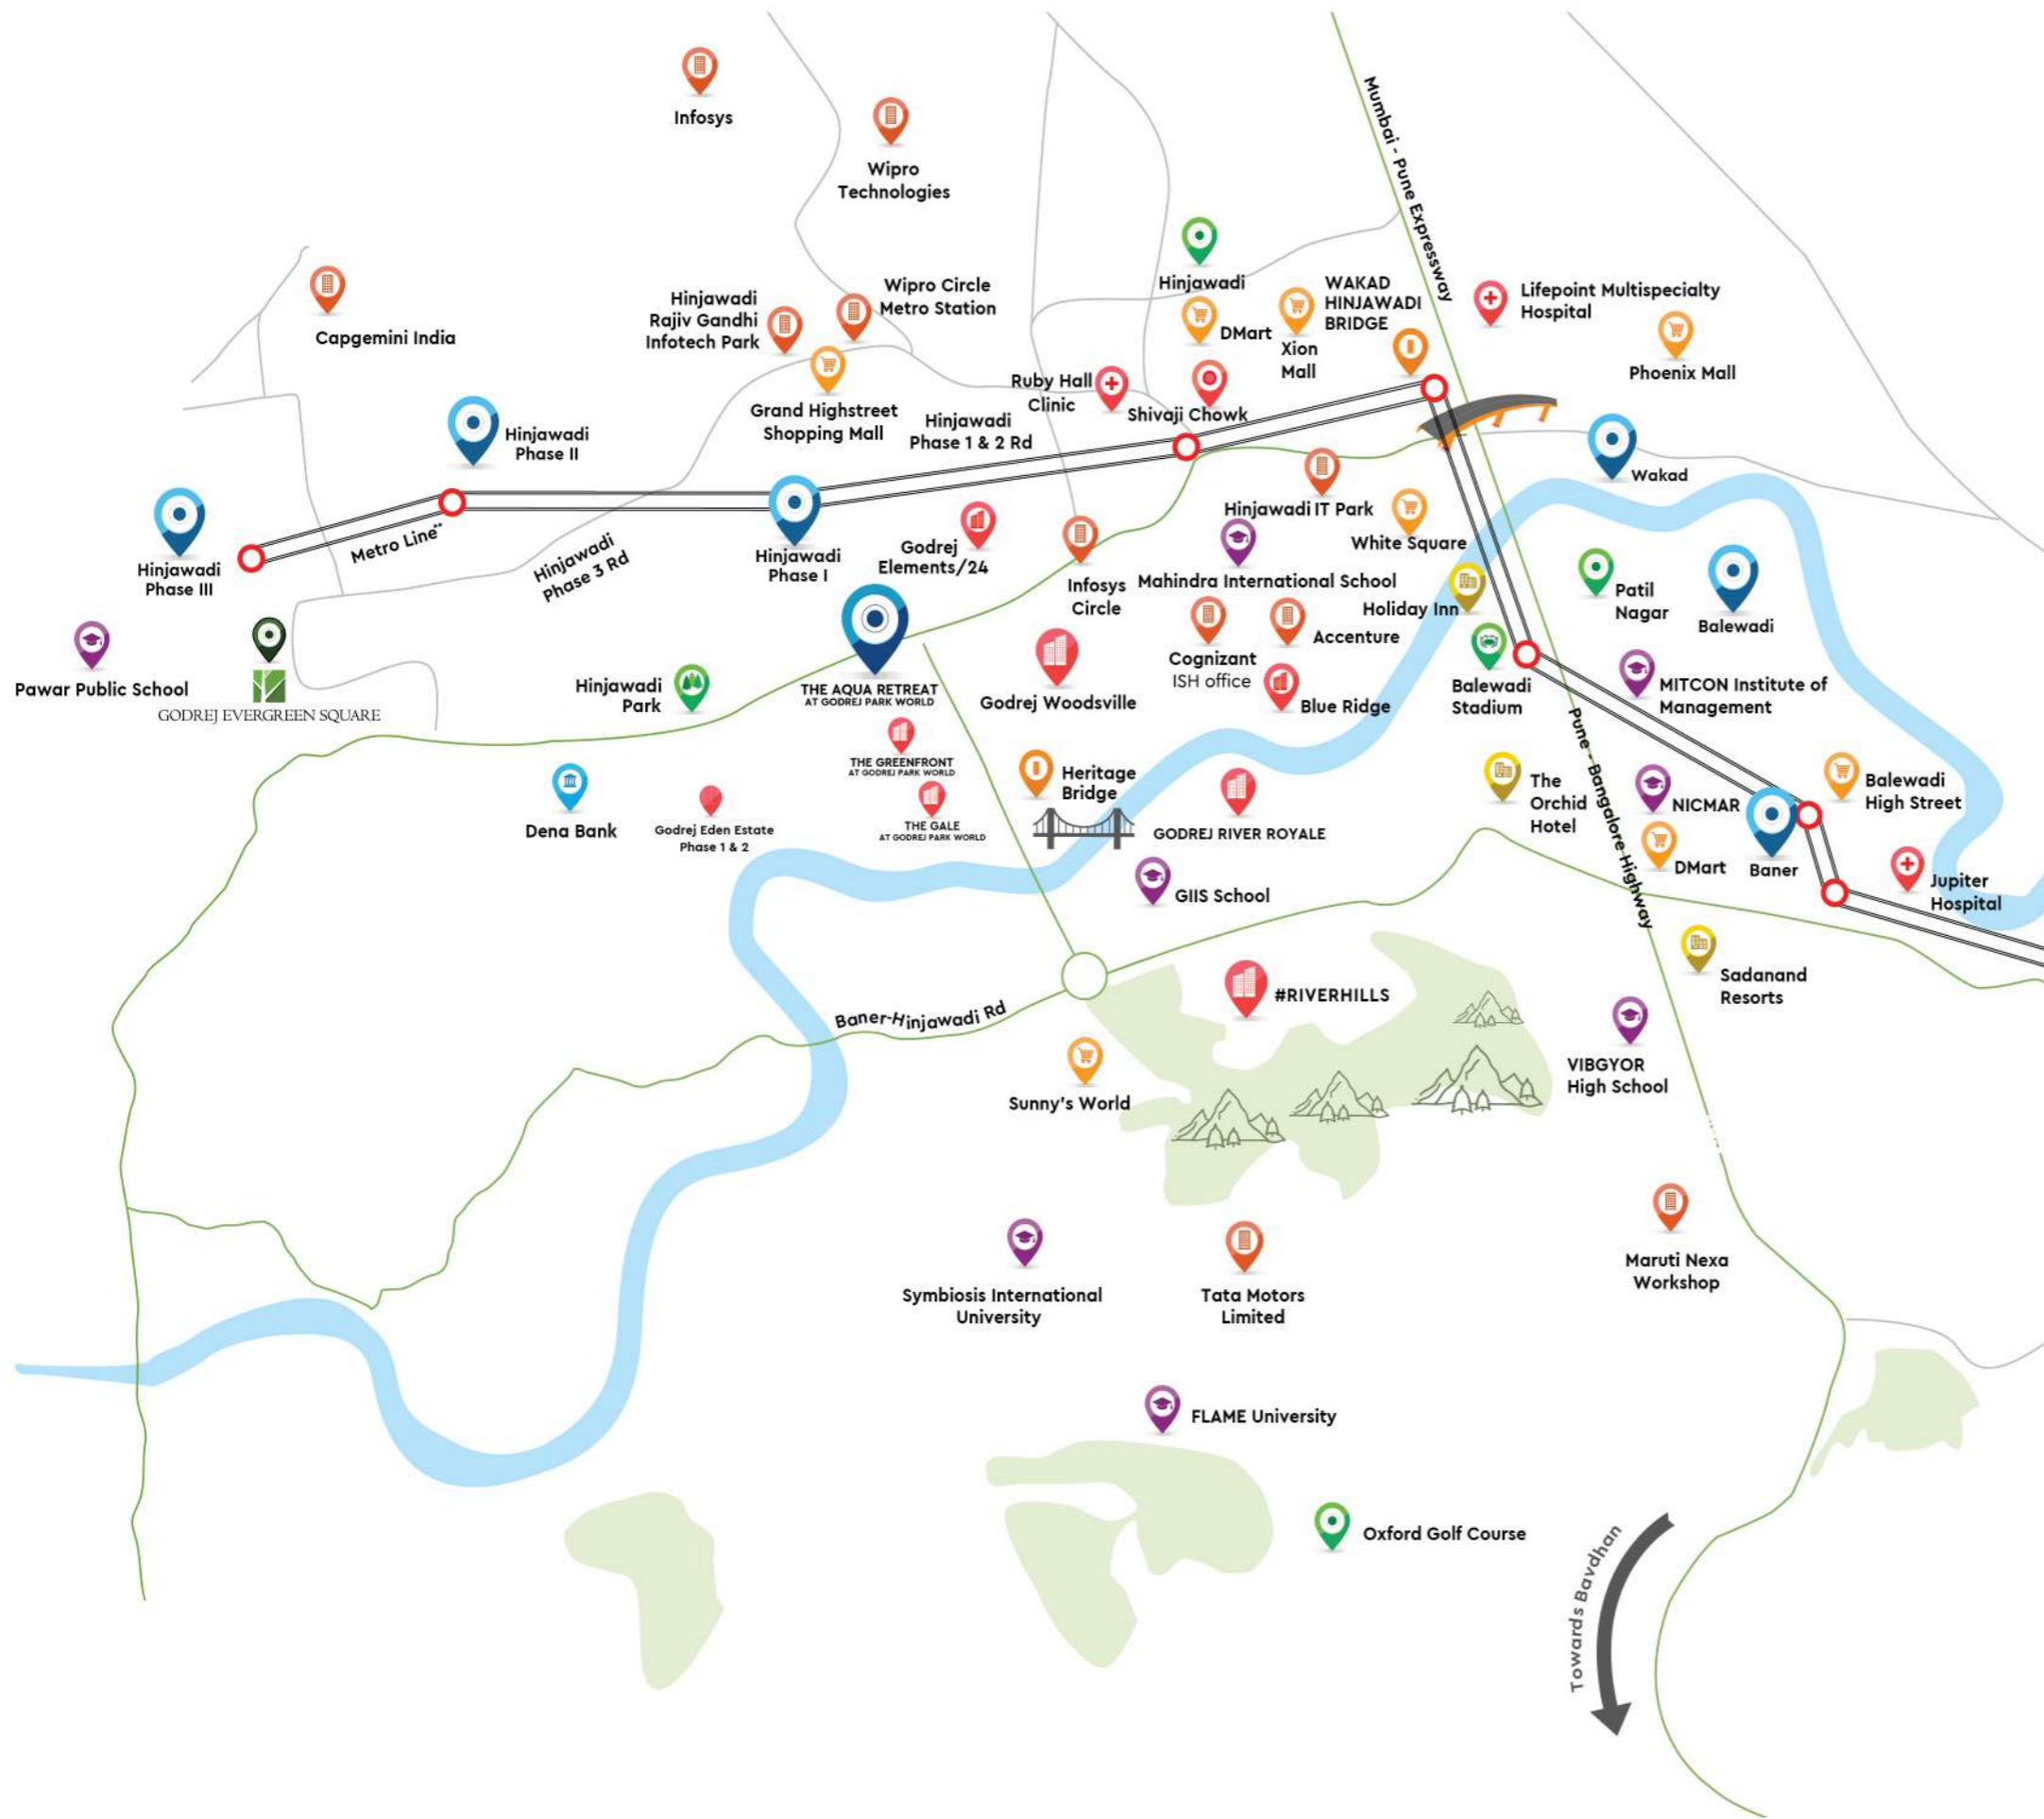 Infosys
Wipro
Technologies
Mumbai - Pune Expressway
Capgemini India
Hinjawadi
Rajiv Gandhi
Infotech Park
Wipro Circle
Metro Station
Hinjawadi
DMart
WAKAD
HINJAWADI
BRIDGE
Xion
Mall
Lifepoint Multispecialty
Hospital
Phoenix Mall
Grand Highstreet
Shopping Mall
Ruby Hall
Clinic
Shivaji Chowk
Hinjawadi
Phase 1 & 2 Rd
Hinjawadi
Phase II
Wakad
Hinjawadi
Phase III
Metro Line**
Hinjawadi
Phase 3 Rd
Hinjawadi
Phase I
Godrej
Elements/24
Infosys
Circle
Hinjawadi IT Park
White Square
Mahindra International School
Holiday Inn
Patil
Nagar
Balewadi
Pawar Public School
GODREJ EVERGREEN SQUARE
Hinjawadi
Park
THE AQUA RETREAT
AT GODREJ PARK WORLD
Godrej Woodsville
Cognizant
ISH office
Accenture
Blue Ridge
Balewadi
Stadium
MITCON Institute of
Management
Pune - Bangalore Highway
THE GREENFRONT
AT GODREJ PARK WORLD
Heritage
Bridge
Dena Bank
Godrej Eden Estate
Phase 1 & 2
THE GALE
AT GODREJ PARK WORLD
GODREJ RIVER ROYALE
The
Orchid
Hotel
NICMAR
Balewadi
High Street
DMart
Baner
Jupiter
Hospital
GIIS School
Sadanand
Resorts
#RIVERHILLS
Baner-Hinjawadi Rd
Sunny's World
VIBGYOR
High School
Symbiosis International
University
Tata Motors
Limited
Maruti Nexa
Workshop
FLAME University
Oxford Golf Course
Towards Bavdhan